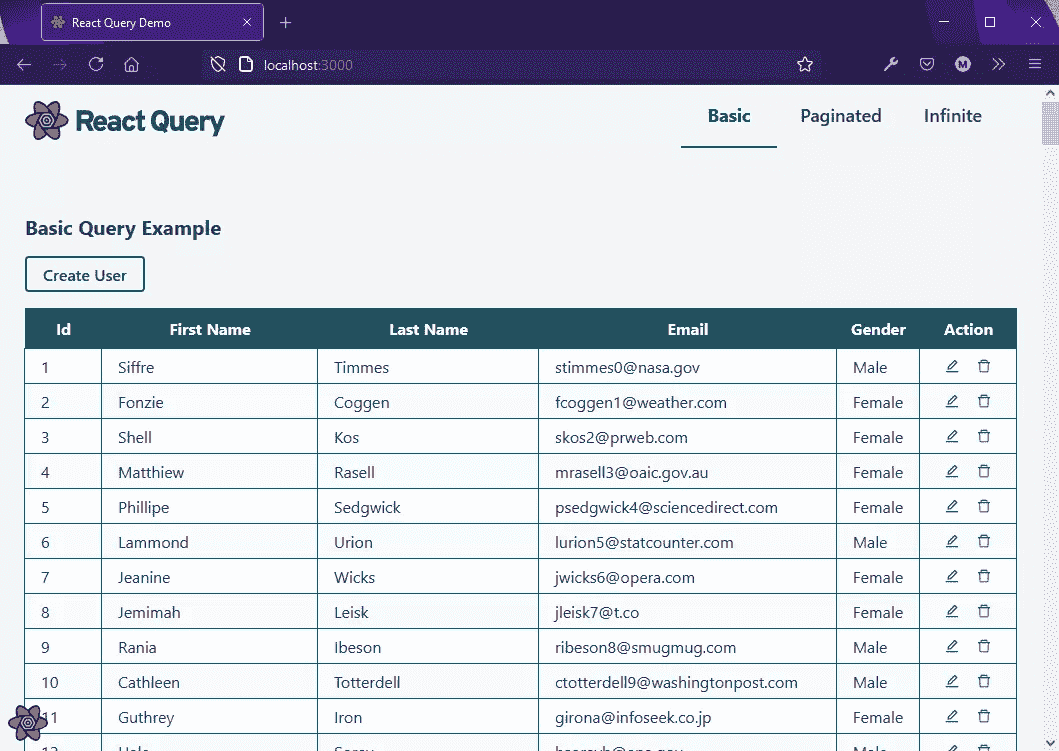 React Query Demo
localhost:3000
M
React Query
Basic Paginated Infinite
Basic Query Example
Create User
Id First Name Last Name Email Gender Action
1 Siffre Timmes stimmes0@nasa.gov Male
2 Fonzie Coggen fcoggen1@weather.com Female
3 Shell Kos skos2@prweb.com Female
4 Matthiew Rasell mrasell3@oaic.gov.au Female
5 Phillipe Sedgwick psedgwick4@sciencedirect.com Female
6 Lammond Urion lurion5@statcounter.com Male
7 Jeanine Wicks jwicks6@opera.com Female
8 Jemimah Leisk jleisk7@t.co Female
9 Rania Ibeson ribeson8@smugmug.com Male
10 Cathleen Totterdell ctotterdell9@washingtonpost.com Male
11 Guthrey Iron girona@infoseek.co.jp Female